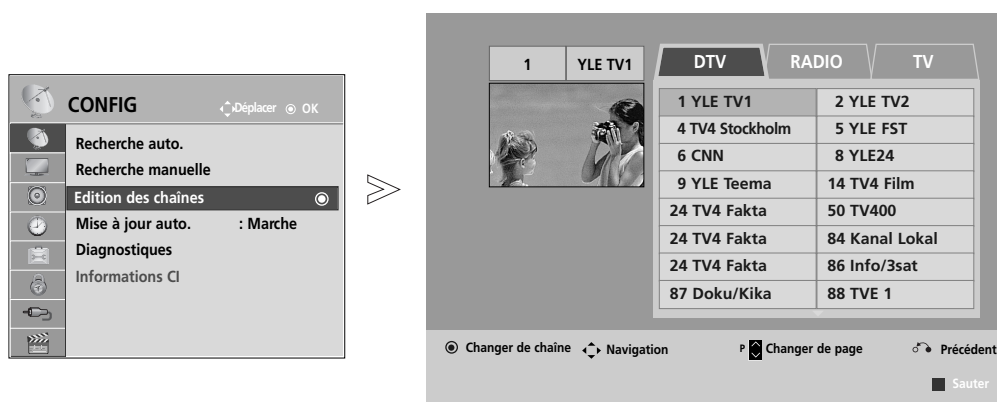 CONFIG Déplacer OK
Recherche auto.
Recherche manuelle
Edition des chaînes
Mise à jour auto. : Marche
Diagnostiques
Informations CI
1 YLE TV1
DTV RADIO TV
1 YLE TV1 2 YLE TV2
4 TV4 Stockholm 5 YLE FST
6 CNN 8 YLE24
9 YLE Teema 14 TV4 Film
24 TV4 Fakta 50 TV400
24 TV4 Fakta 84 Kanal Lokal
24 TV4 Fakta 86 Info/3sat
87 Doku/Kika 88 TVE 1
Changer de chaîne Navigation P Changer de page Précédent
Sauter